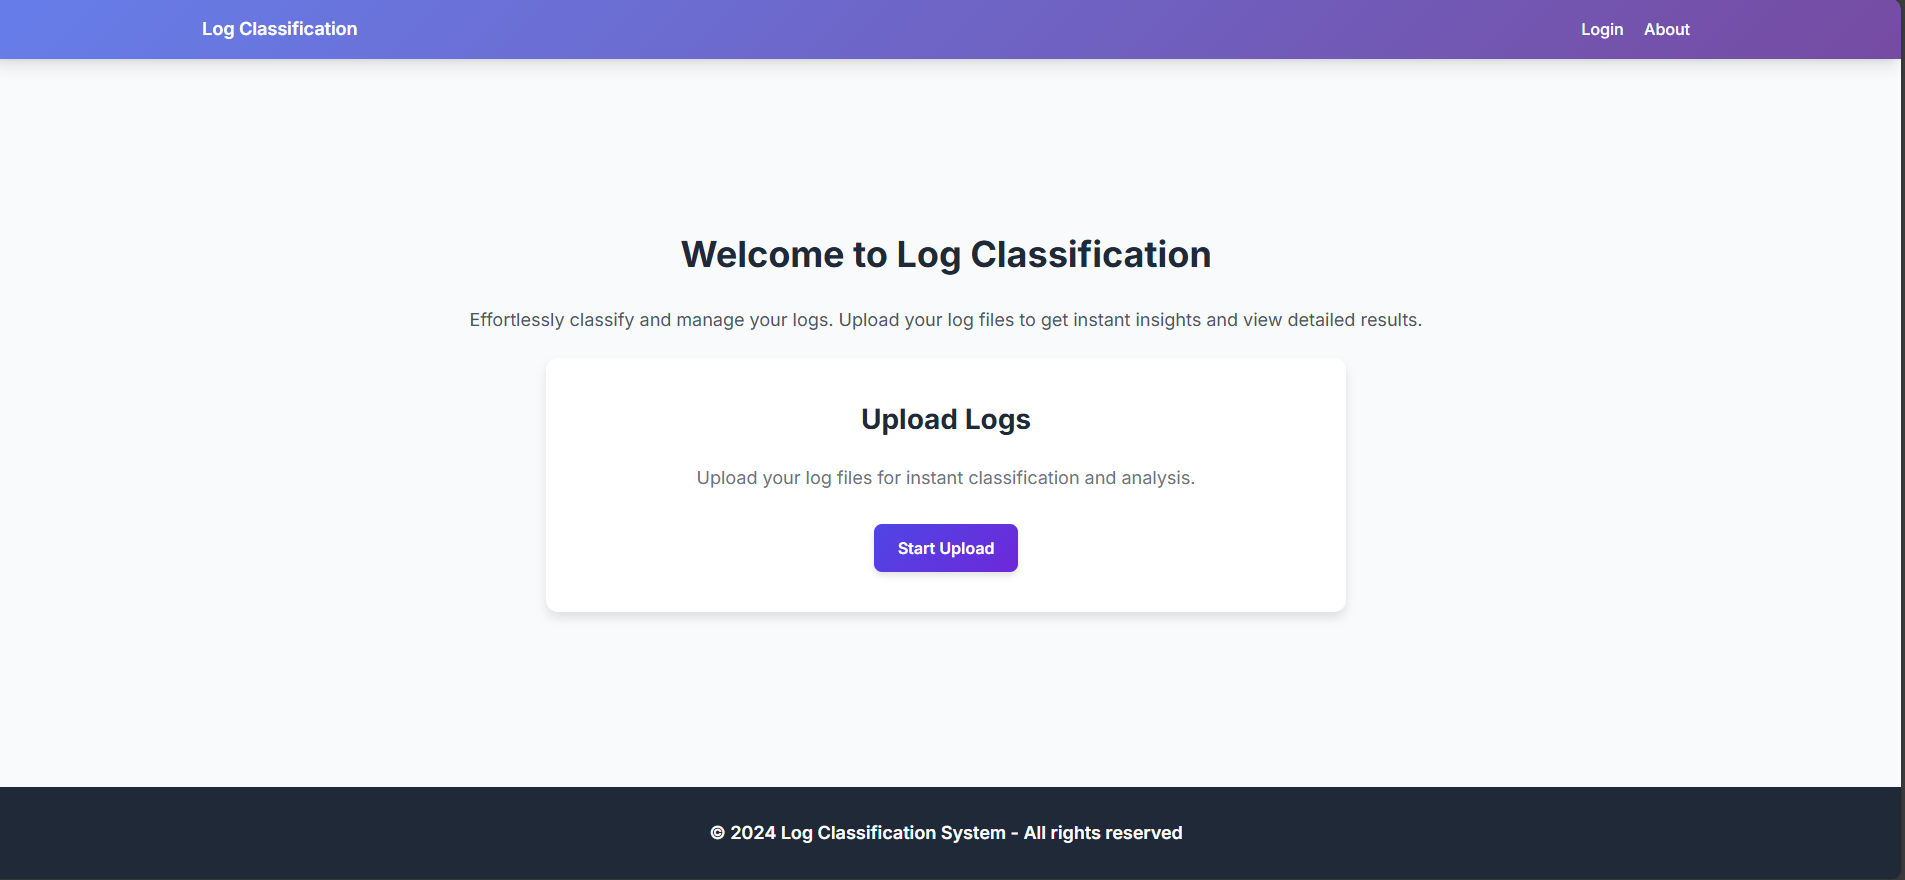 Log Classification
Login
About
Welcome to Log Classification
Effortlessly classify and manage your logs. Upload your log files to get instant insights and view detailed results.
Upload Logs
Upload your log files for instant classification and analysis.
Start Upload
© 2024 Log Classification System - All rights reserved